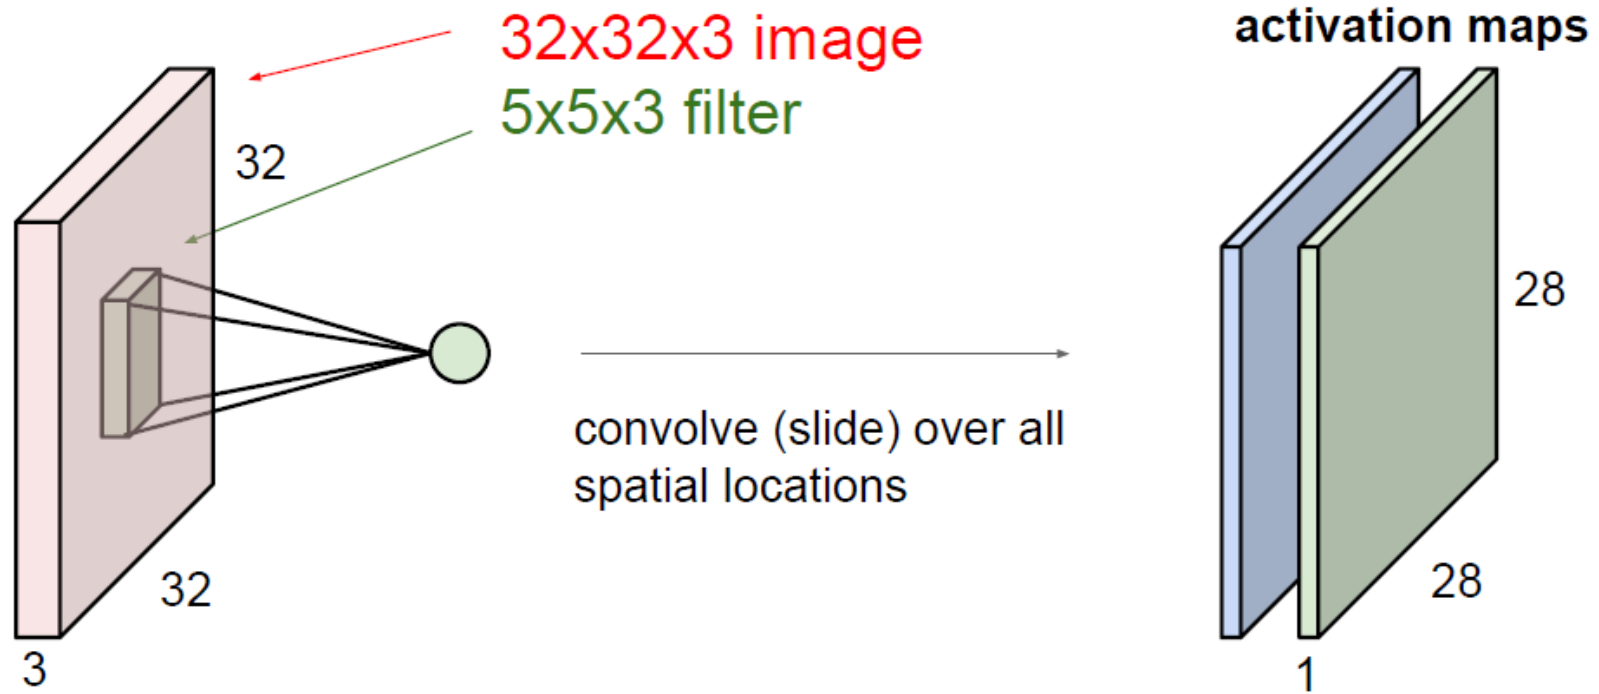 32x32x3 image
5x5x3 filter
32
32
3
convolve (slide) over all
spatial locations
activation maps
28
28
1